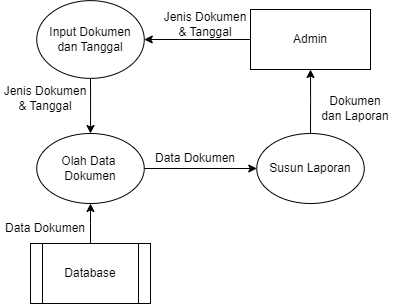 Input Dokumen
dan Tanggal
Jenis Dokumen
& Tanggal
Admin
Jenis Dokumen
& Tanggal
Dokumen
dan Laporan
Olah Data
Dokumen
Data Dokumen
Susun Laporan
Data Dokumen
Database